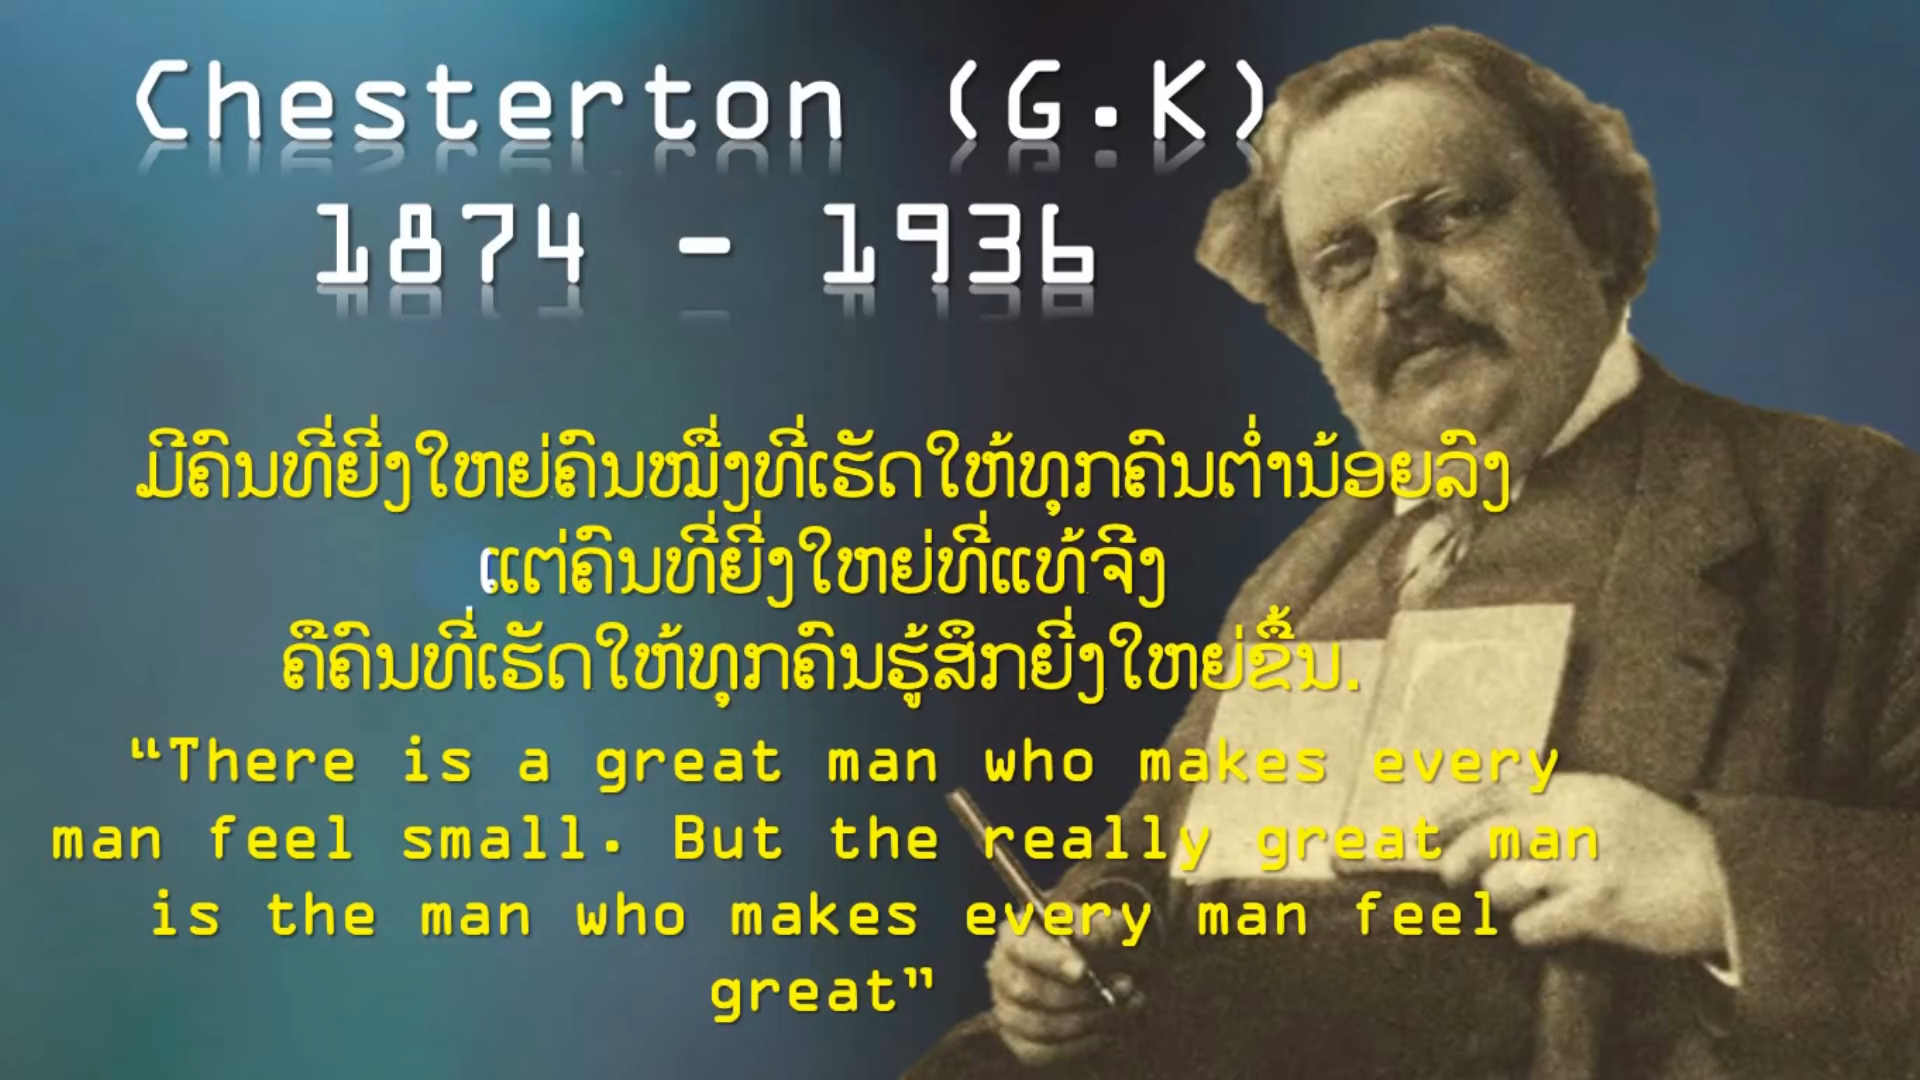 Chesterton (G.K)
1874 - 1936
ມີຄົນທີ່ຍີ່ງໃຫຍ່ຄົນໜື່ງທີ່ເຮັດໃຫ້ທຸກຄົນຕ່ຳນ້ອຍລົງ
ແຕ່ຄົນທີ່ຍີ່ງໃຫຍ່ທີ່ແທ້ຈີງ
ຄືຄົນທີ່ເຮັດໃຫ້ທຸກຄົນຮູ້ສຶກຍີ່ງໃຫຍ່ຂື້ນ.
“There is a great man who makes every
man feel small. But the really great man
is the man who makes every man feel
great”